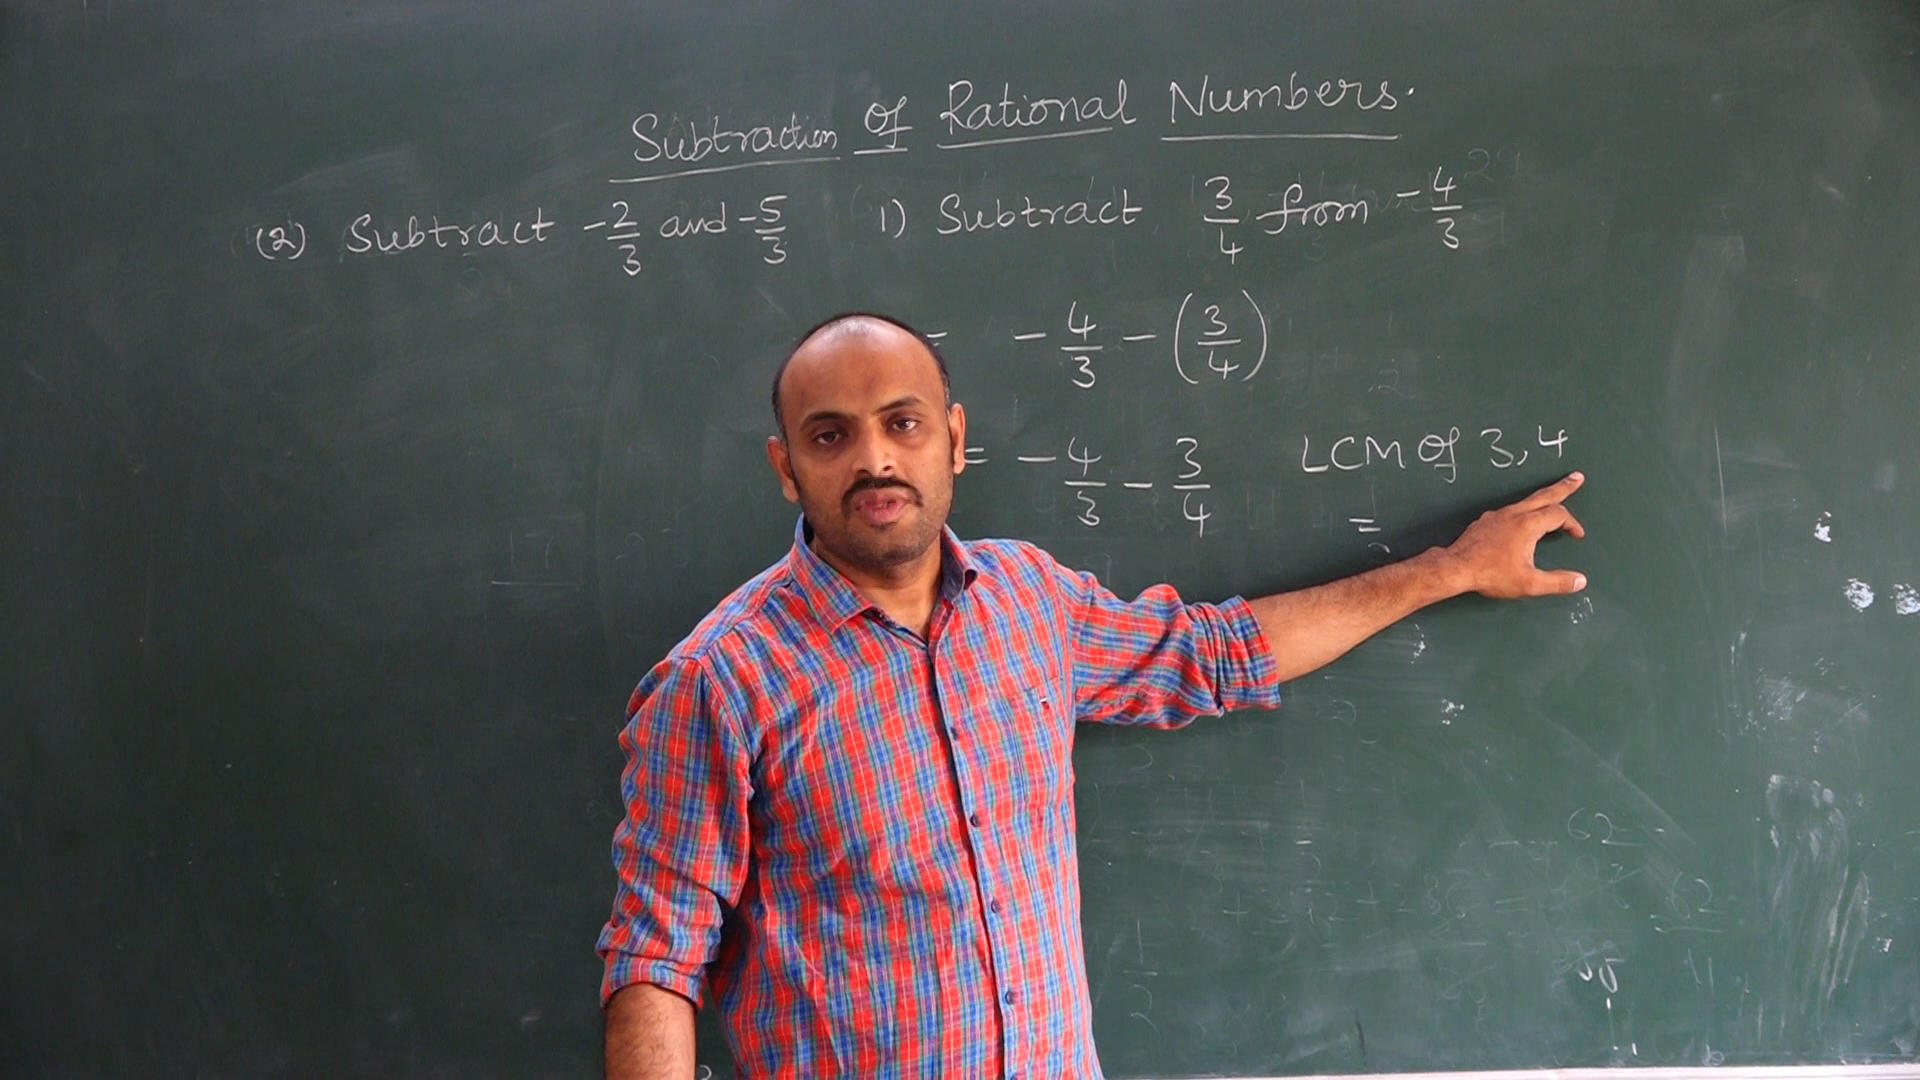 Subtraction of Rational Numbers.
(2) Subtract -2/3 and -5/3
1) Subtract 3/4 from -4/3
= -4/3 - (3/4)
= -4/3 - 3/4
LCM of 3,4
=